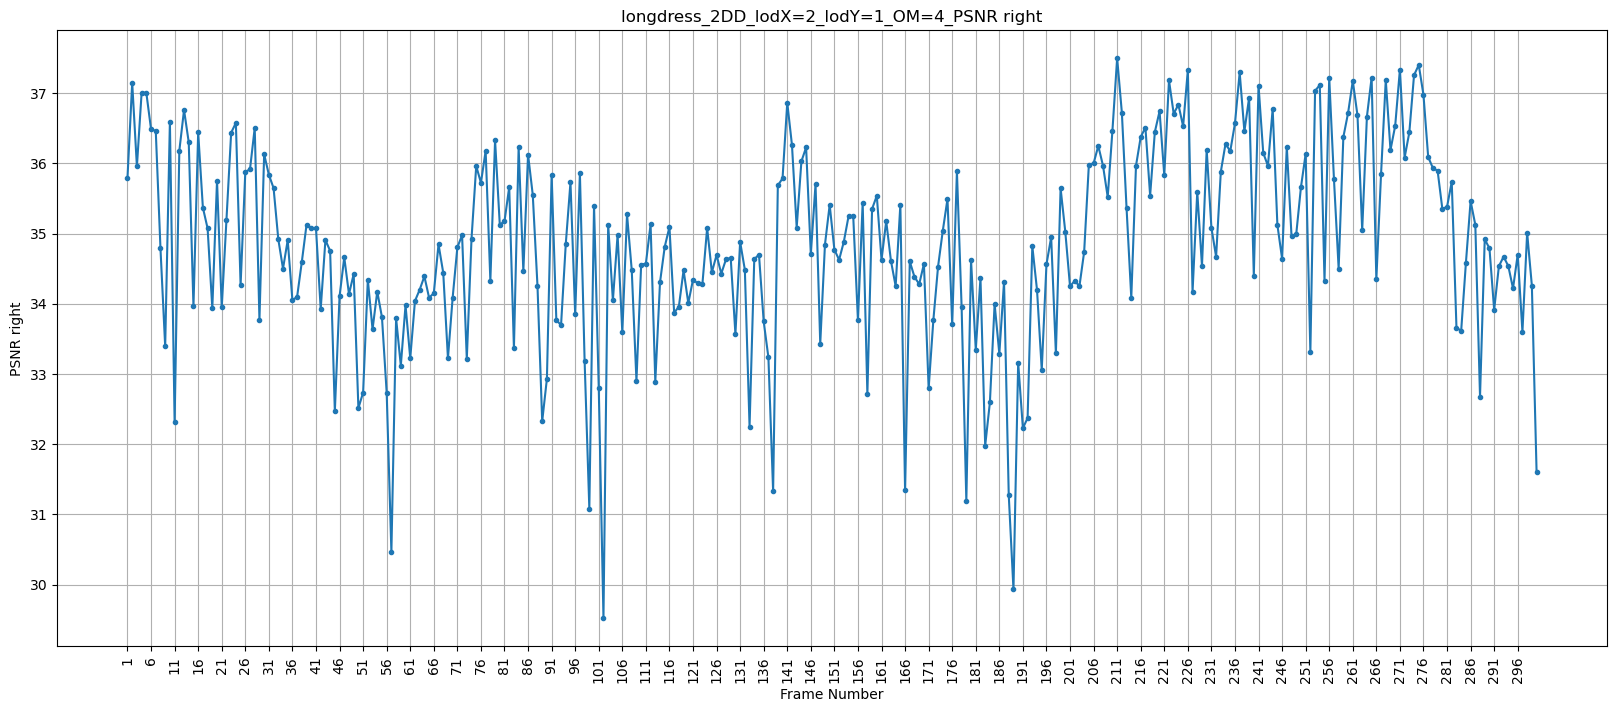 longdress_2DD_lodX=2_lodY=1_OM=4_PSNR right
PSNR right
37
36
35
34
33
32
31
30
1 6 11 16 21 26 31 36 41 46 51 56 61 66 71 76 81 86 91 96 101 106 111 116 121 126 131 136 141 146 151 156 161 166 171 176 181 186 191 196 201 206 211 216 221 226 231 236 241 246 251 256 261 266 271 276 281 286 291 296
Frame Number